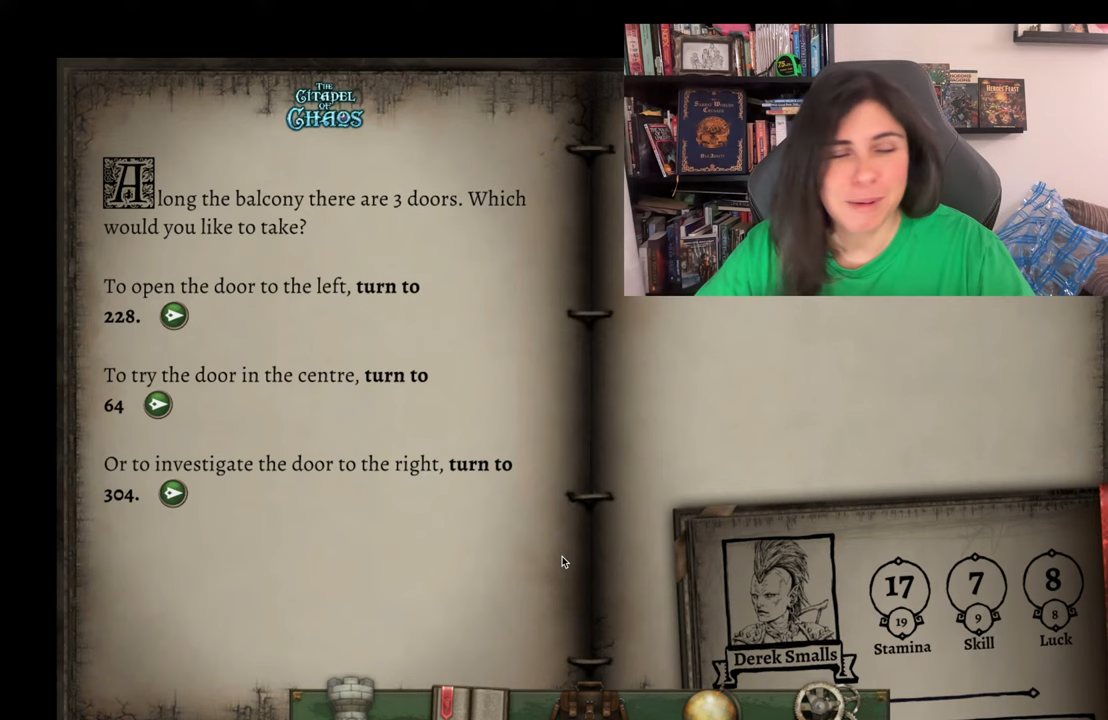 THE
CITADEL
OF
CHAOS
Along the balcony there are 3 doors. Which
would you like to take?
To open the door to the left, turn to
228.
To try the door in the centre, turn to
64
Or to investigate the door to the right, turn to
304.
HEROES' FEAST
17
19
Stamina
7
9
Skill
8
8
Luck
Derek Smalls